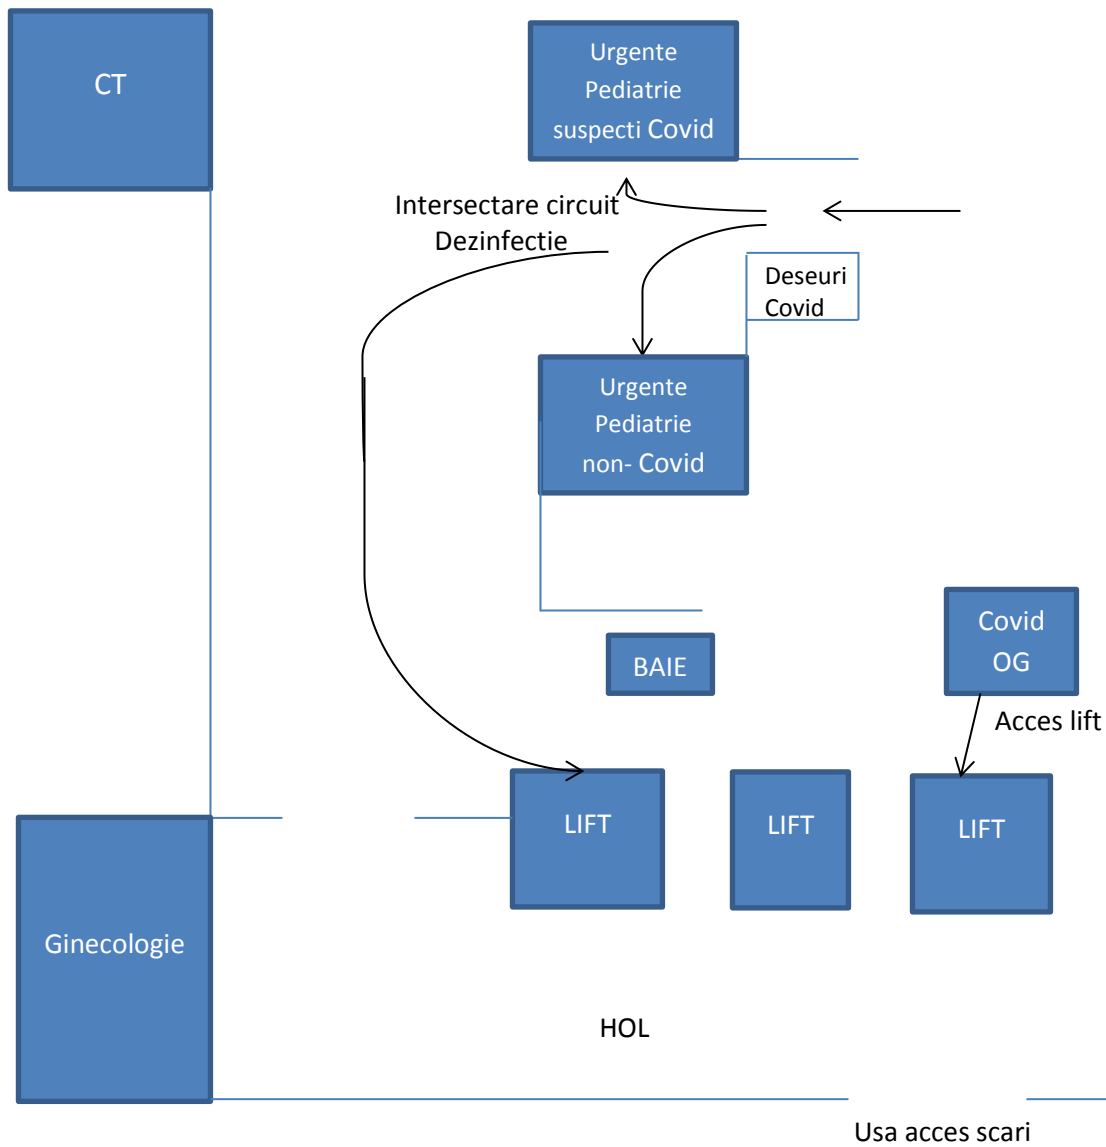 CT
Urgente
Pediatrie
suspecti Covid
Intersectare circuit
Dezinfectie
Deseuri
Covid
Urgente
Pediatrie
non- Covid
Covid
OG
BAIE
Acces lift
LIFT
LIFT
LIFT
Ginecologie
HOL
Usa acces scari